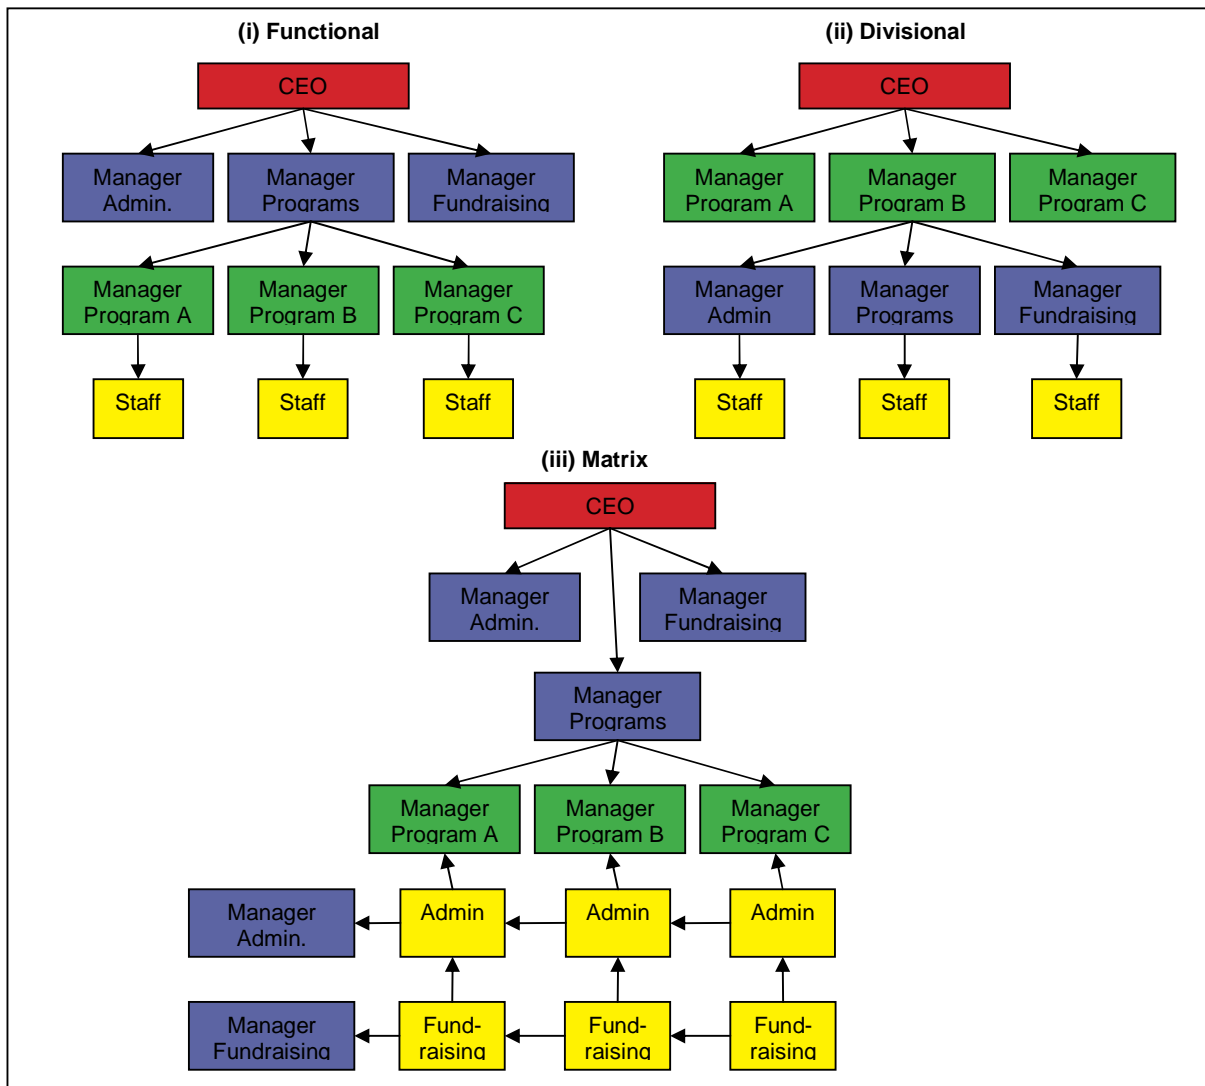 (i) Functional
CEO
Manager
Admin.
Manager
Programs
Manager
Fundraising
Manager
Program A
Manager
Program B
Manager
Program C
Staff
Staff
Staff
(ii) Divisional
CEO
Manager
Program A
Manager
Program B
Manager
Program C
Manager
Admin
Manager
Programs
Manager
Fundraising
Staff
Staff
Staff
(iii) Matrix
CEO
Manager
Admin.
Manager
Fundraising
Manager
Programs
Manager
Program A
Manager
Program B
Manager
Program C
Manager
Admin.
Admin
Admin
Admin
Manager
Fundraising
Fund-
raising
Fund-
raising
Fund-
raising